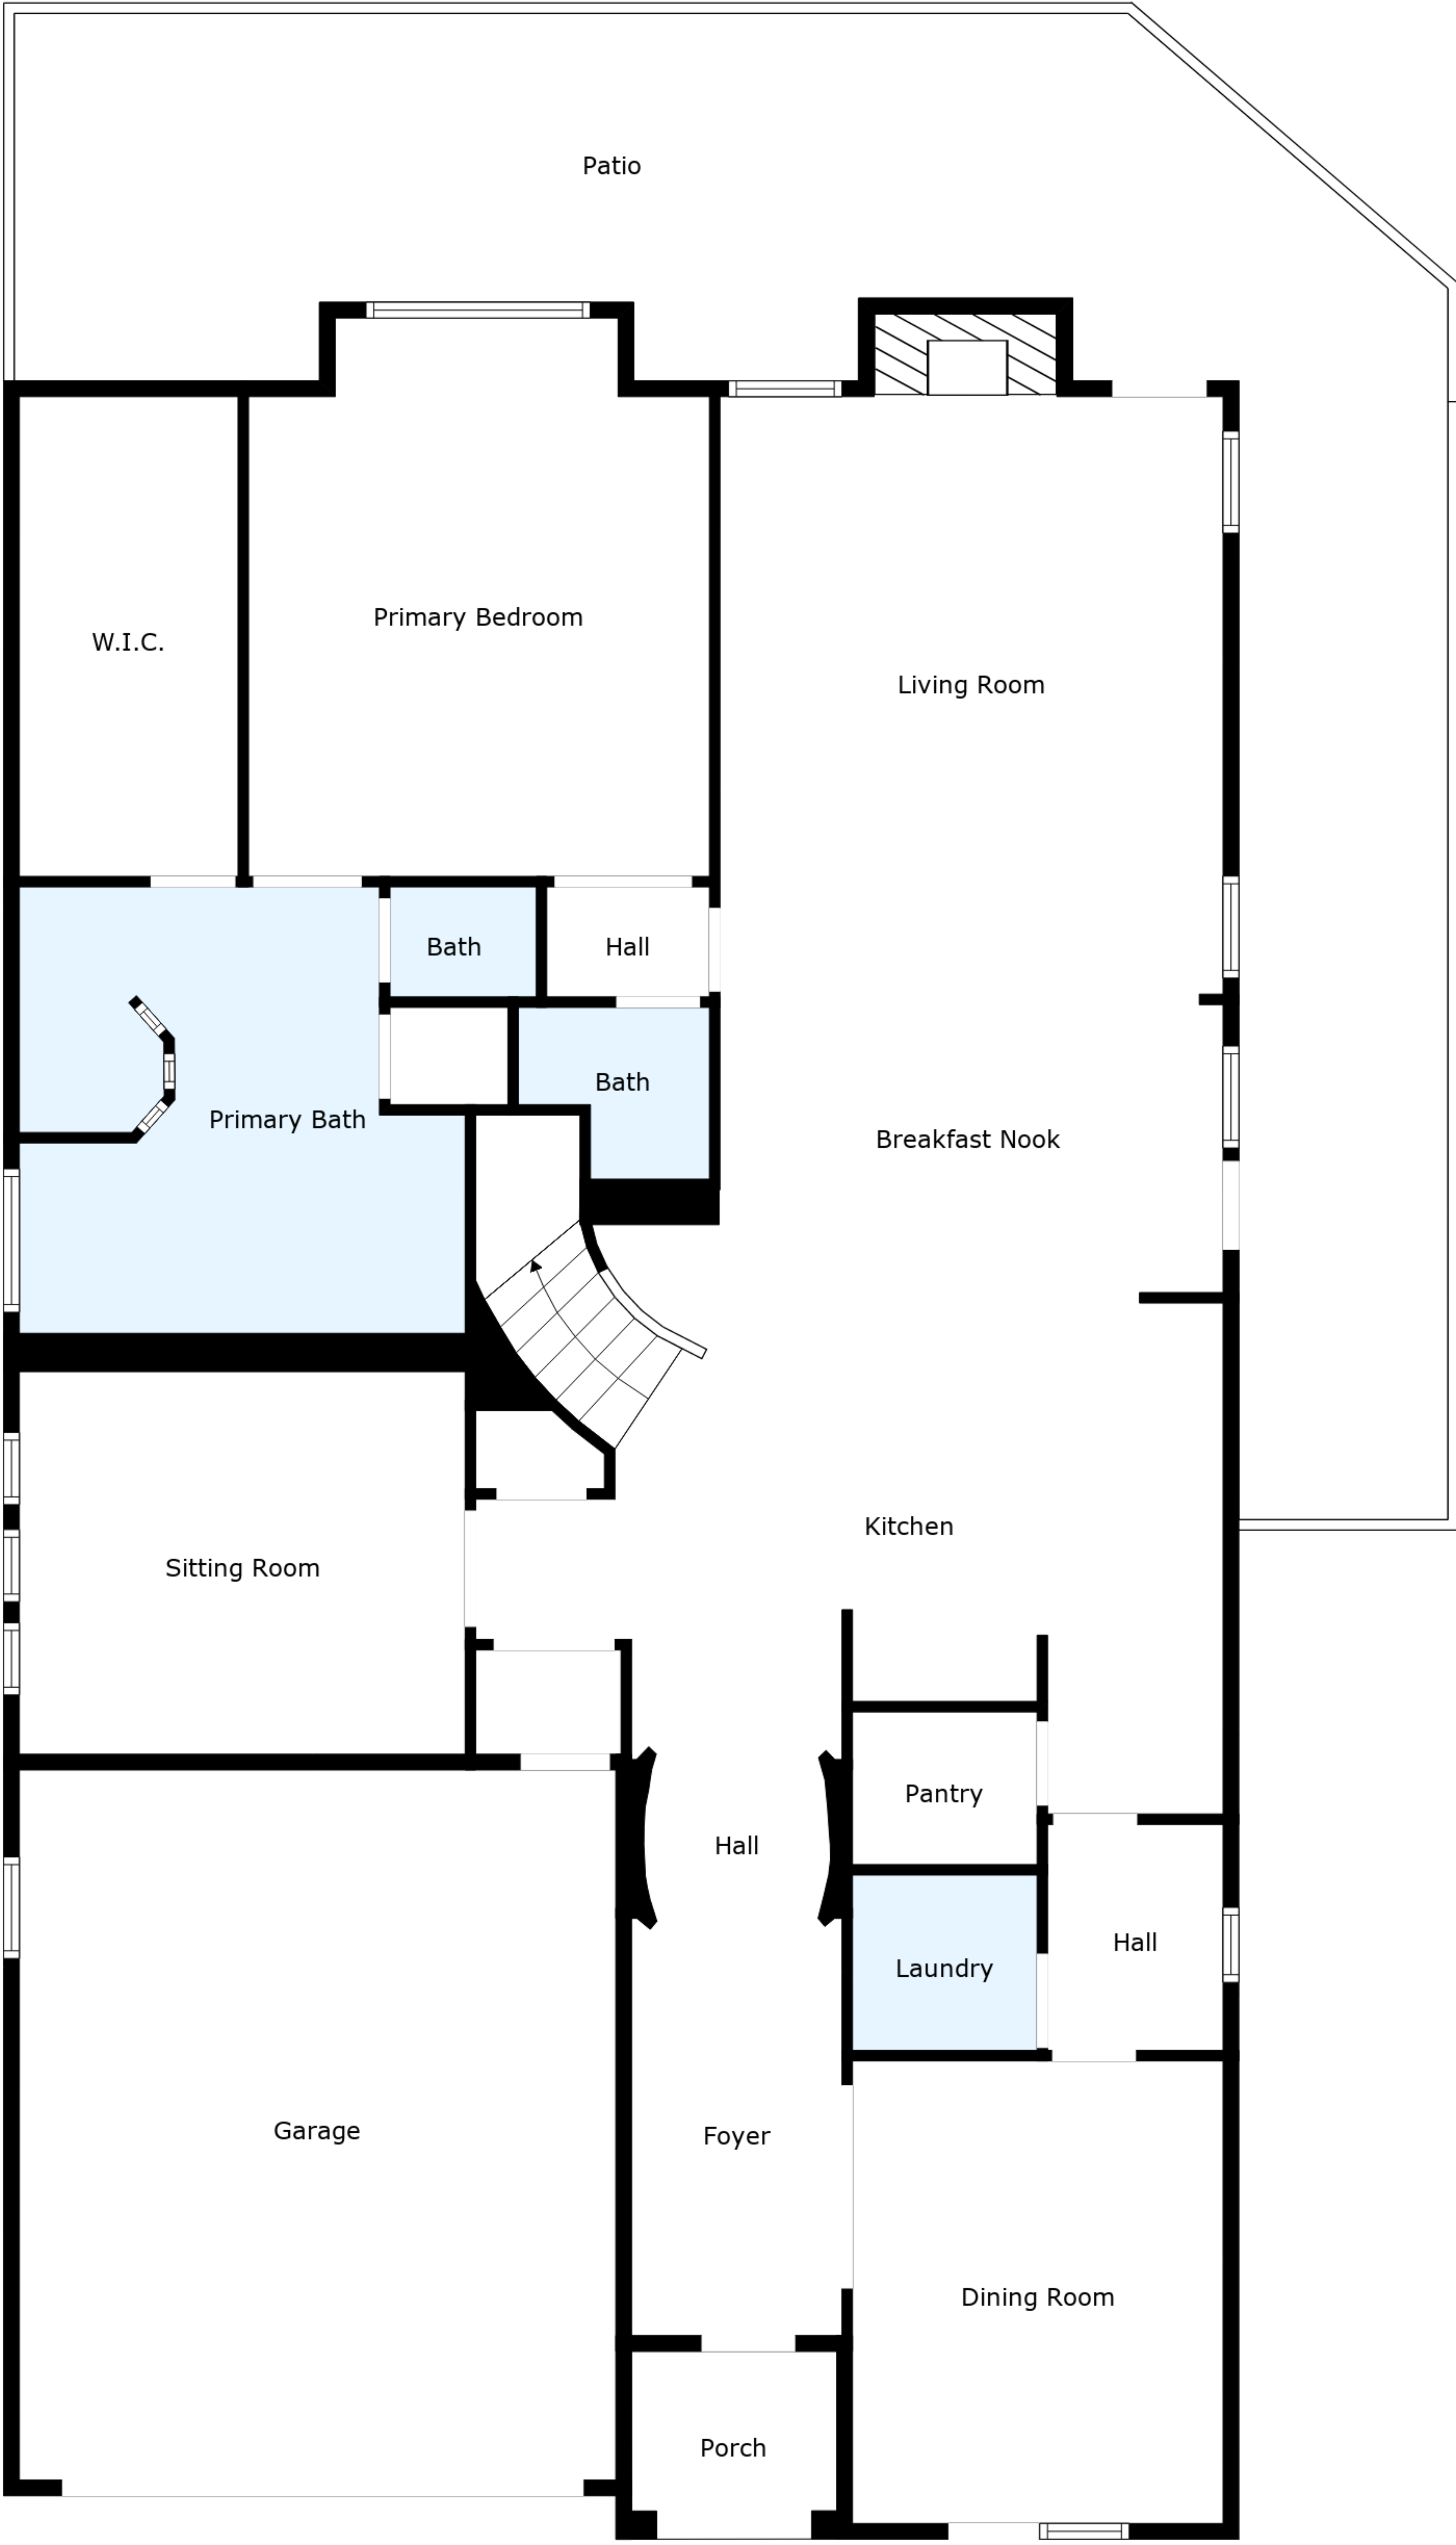 Patio
Primary Bedroom
W.I.C.
Living Room
Bath
Hall
Bath
Primary Bath
Breakfast Nook
Kitchen
Sitting Room
Pantry
Hall
Hall
Laundry
Garage
Foyer
Dining Room
Porch